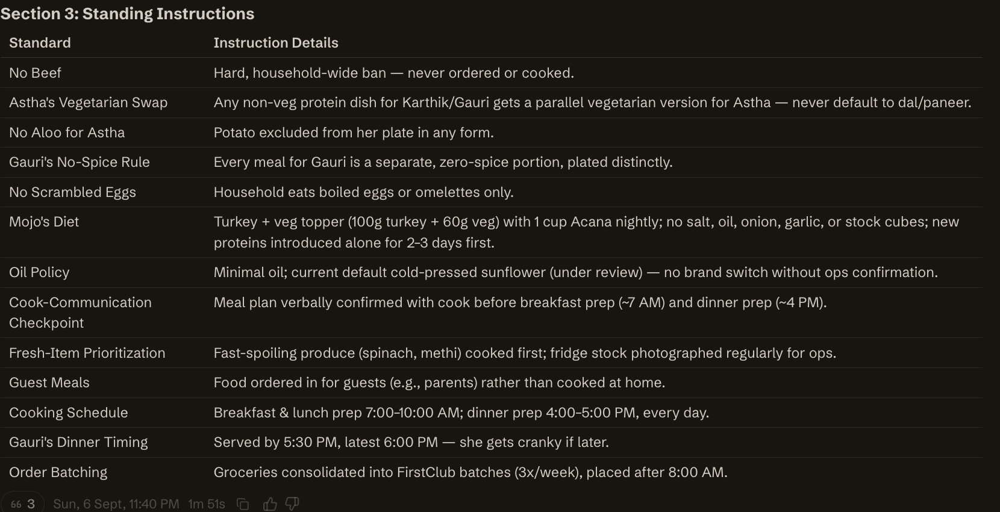 Section 3: Standing Instructions
Standard Instruction Details
No Beef Hard, household-wide ban — never ordered or cooked.
Astha's Vegetarian Swap Any non-veg protein dish for Karthik/Gauri gets a parallel vegetarian version for Astha — never default to dal/paneer.
No Aloo for Astha Potato excluded from her plate in any form.
Gauri's No-Spice Rule Every meal for Gauri is a separate, zero-spice portion, plated distinctly.
No Scrambled Eggs Household eats boiled eggs or omelettes only.
Mojo's Diet Turkey + veg topper (100g turkey + 60g veg) with 1 cup Acana nightly; no salt, oil, onion, garlic, or stock cubes; new
proteins introduced alone for 2–3 days first.
Oil Policy Minimal oil; current default cold-pressed sunflower (under review) — no brand switch without ops confirmation.
Cook-Communication Meal plan verbally confirmed with cook before breakfast prep (~7 AM) and dinner prep (~4 PM).
Checkpoint
Fresh-Item Prioritization Fast-spoiling produce (spinach, methi) cooked first; fridge stock photographed regularly for ops.
Guest Meals Food ordered in for guests (e.g., parents) rather than cooked at home.
Cooking Schedule Breakfast & lunch prep 7:00–10:00 AM; dinner prep 4:00–5:00 PM, every day.
Gauri's Dinner Timing Served by 5:30 PM, latest 6:00 PM — she gets cranky if later.
Order Batching Groceries consolidated into FirstClub batches (3x/week), placed after 8:00 AM.
3 Sun, 6 Sept, 11:40 PM 1m 51s